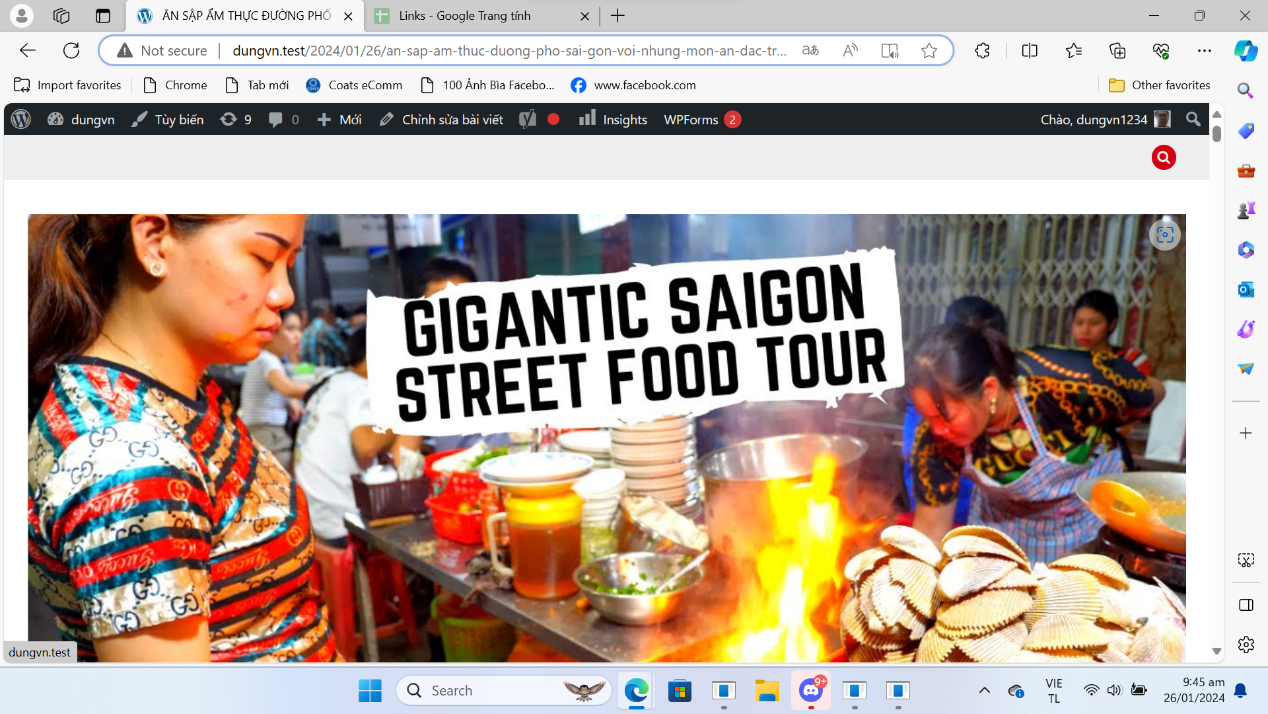 ĂN SẬP ẨM THỰC ĐƯỜNG PHỐ
Links - Google Trang tính
Not secure
dungvn.test/2024/01/26/an-sap-am-thuc-duong-pho-sai-gon-voi-nhung-mon-an-dac-tr...
Import favorites
Chrome
Tab mới
Coats eComm
100 Ảnh Bìa Facebo...
www.facebook.com
Other favorites
dungvn
Tùy biến
9
0
Mới
Chỉnh sửa bài viết
Insights
WPForms 2
Chào, dungvn1234
GIGANTIC SAIGON
STREET FOOD TOUR
dungvn.test
Search
9+
VIE
TL
9:45 am
26/01/2024